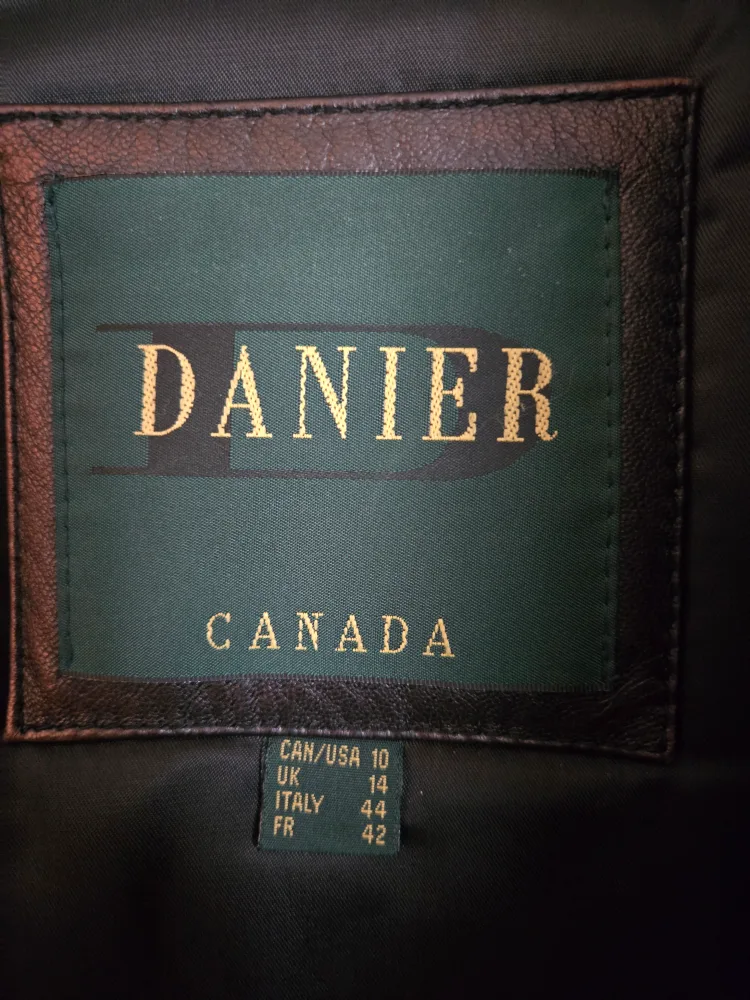 DANIER
CANADA
CAN/USA 10
UK 14
ITALY 44
FR 42